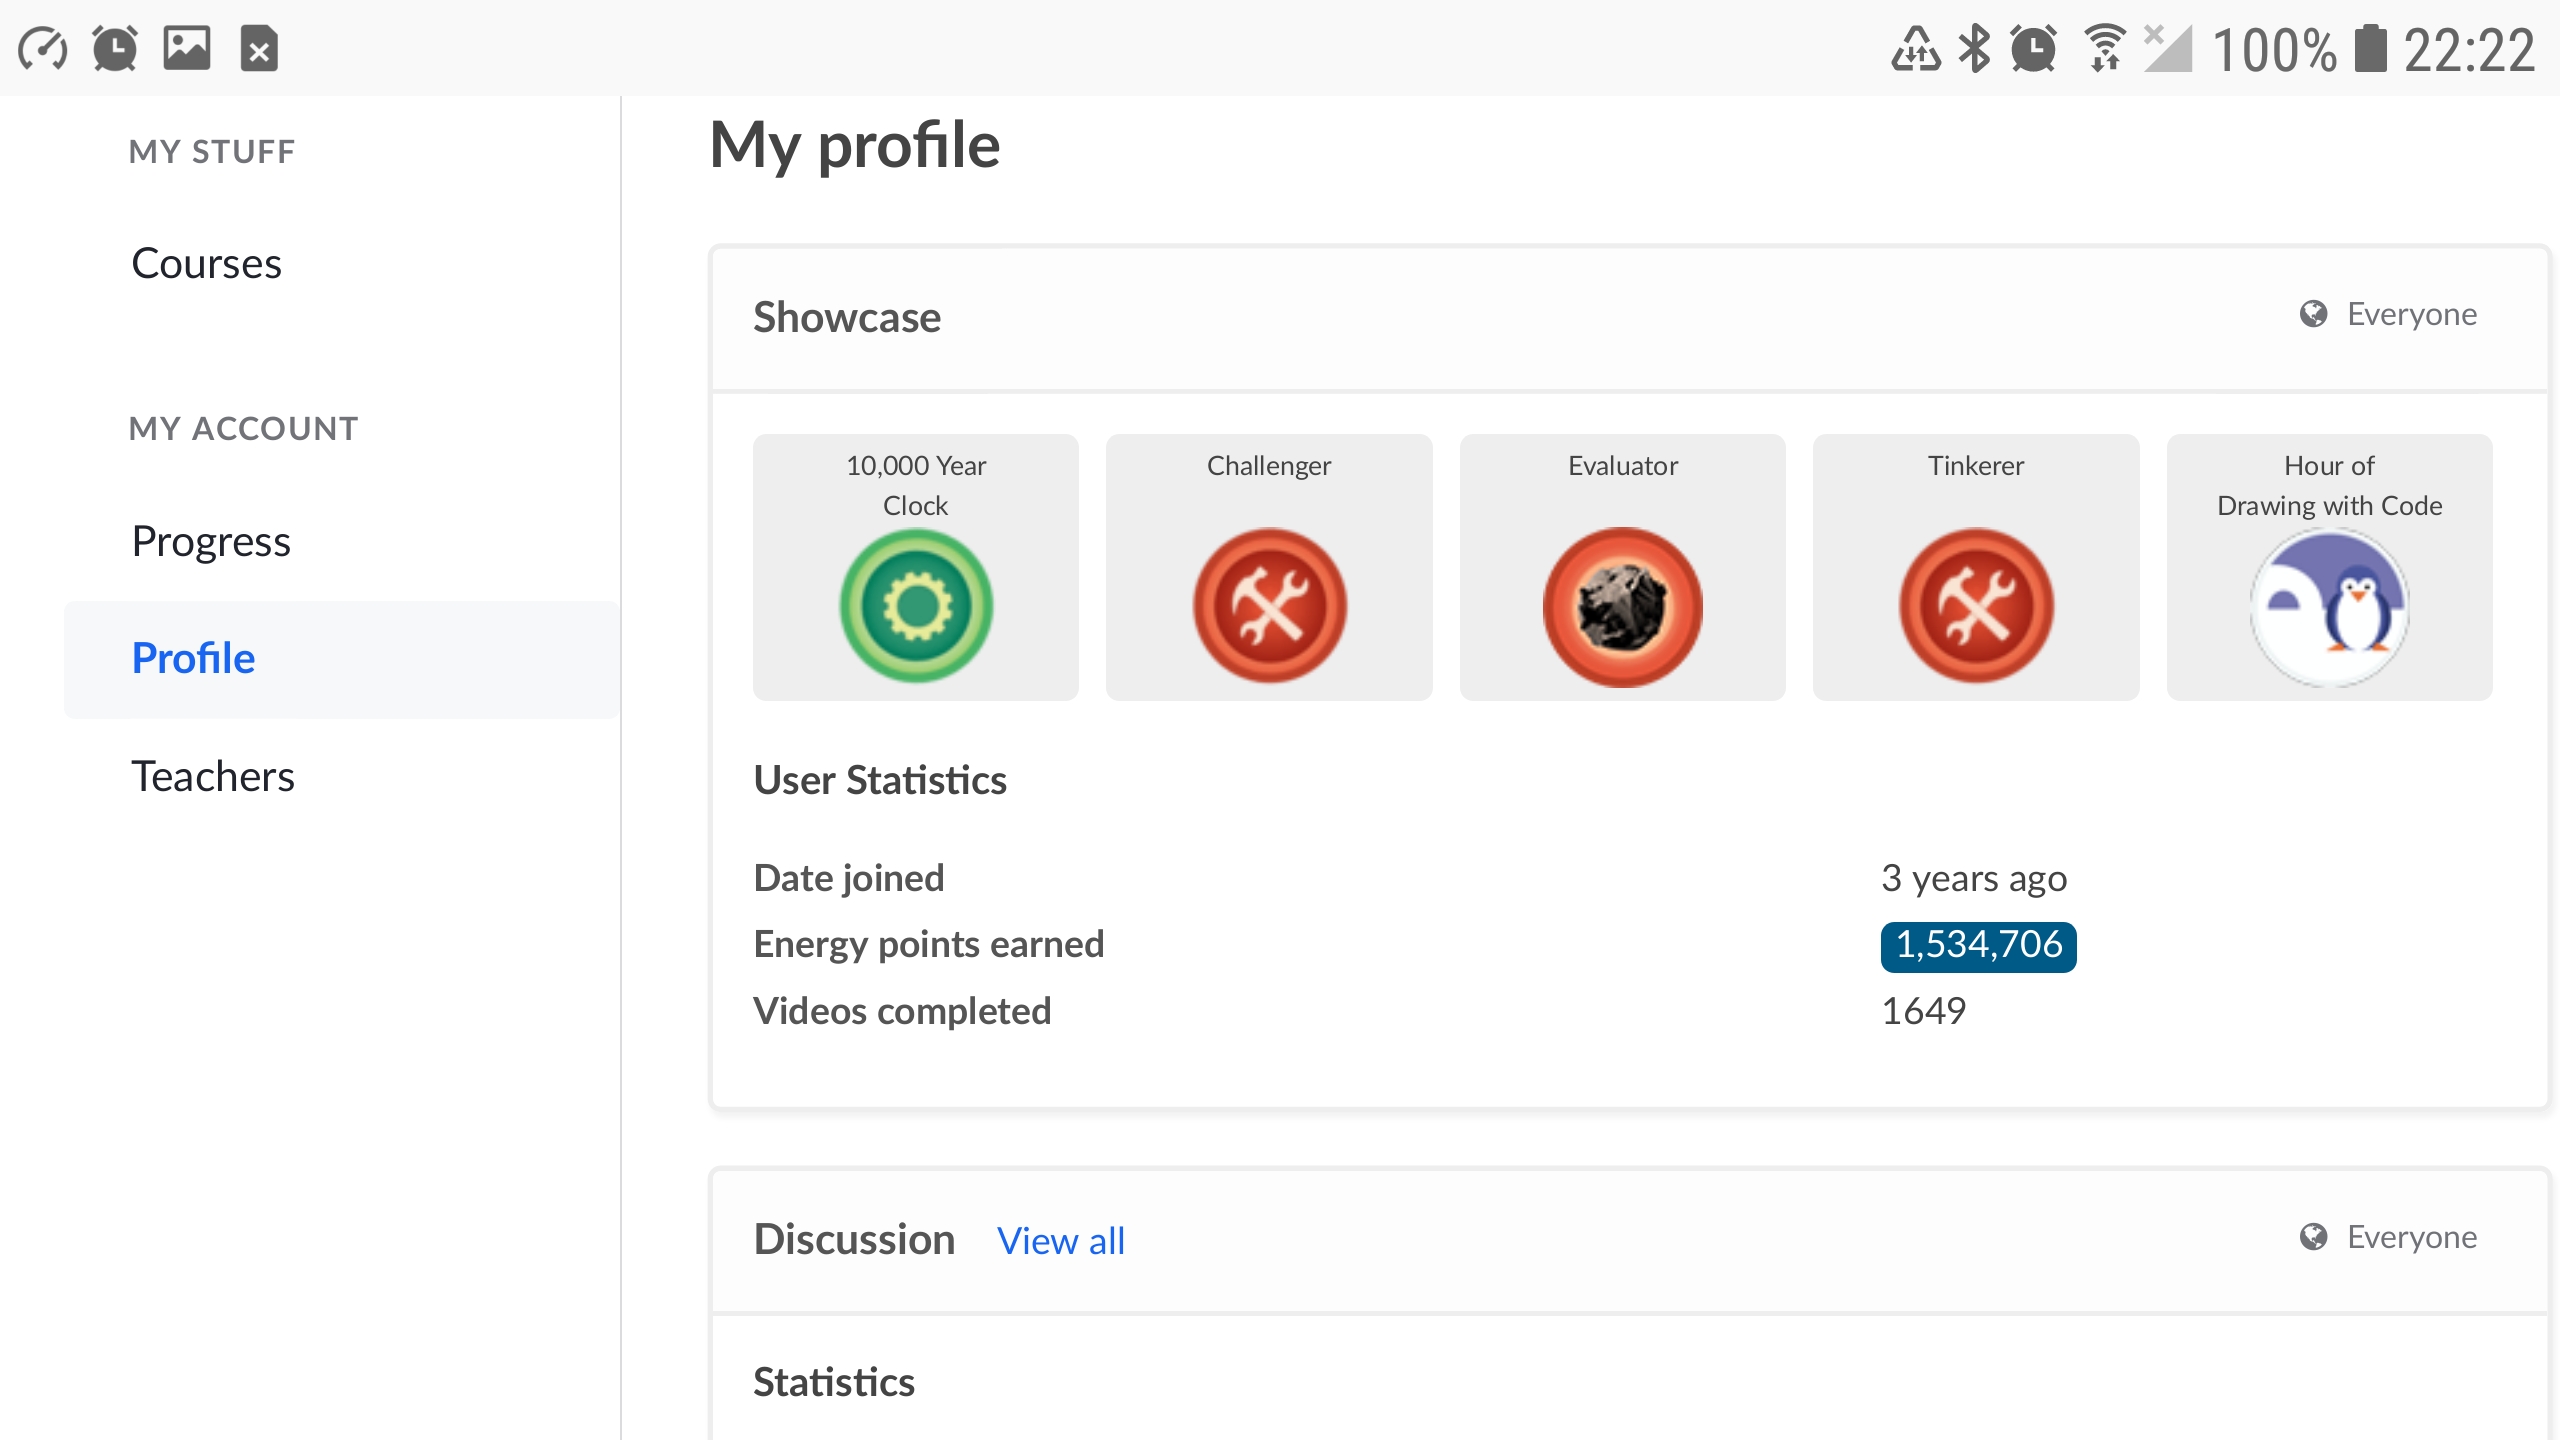 100% 22:22
MY STUFF
Courses
MY ACCOUNT
Progress
Profile
Teachers
My profile
Showcase
Everyone
10,000 Year
Clock
Challenger
Evaluator
Tinkerer
Hour of
Drawing with Code
User Statistics
Date joined 3 years ago
Energy points earned 1,534,706
Videos completed 1649
Discussion View all
Everyone
Statistics